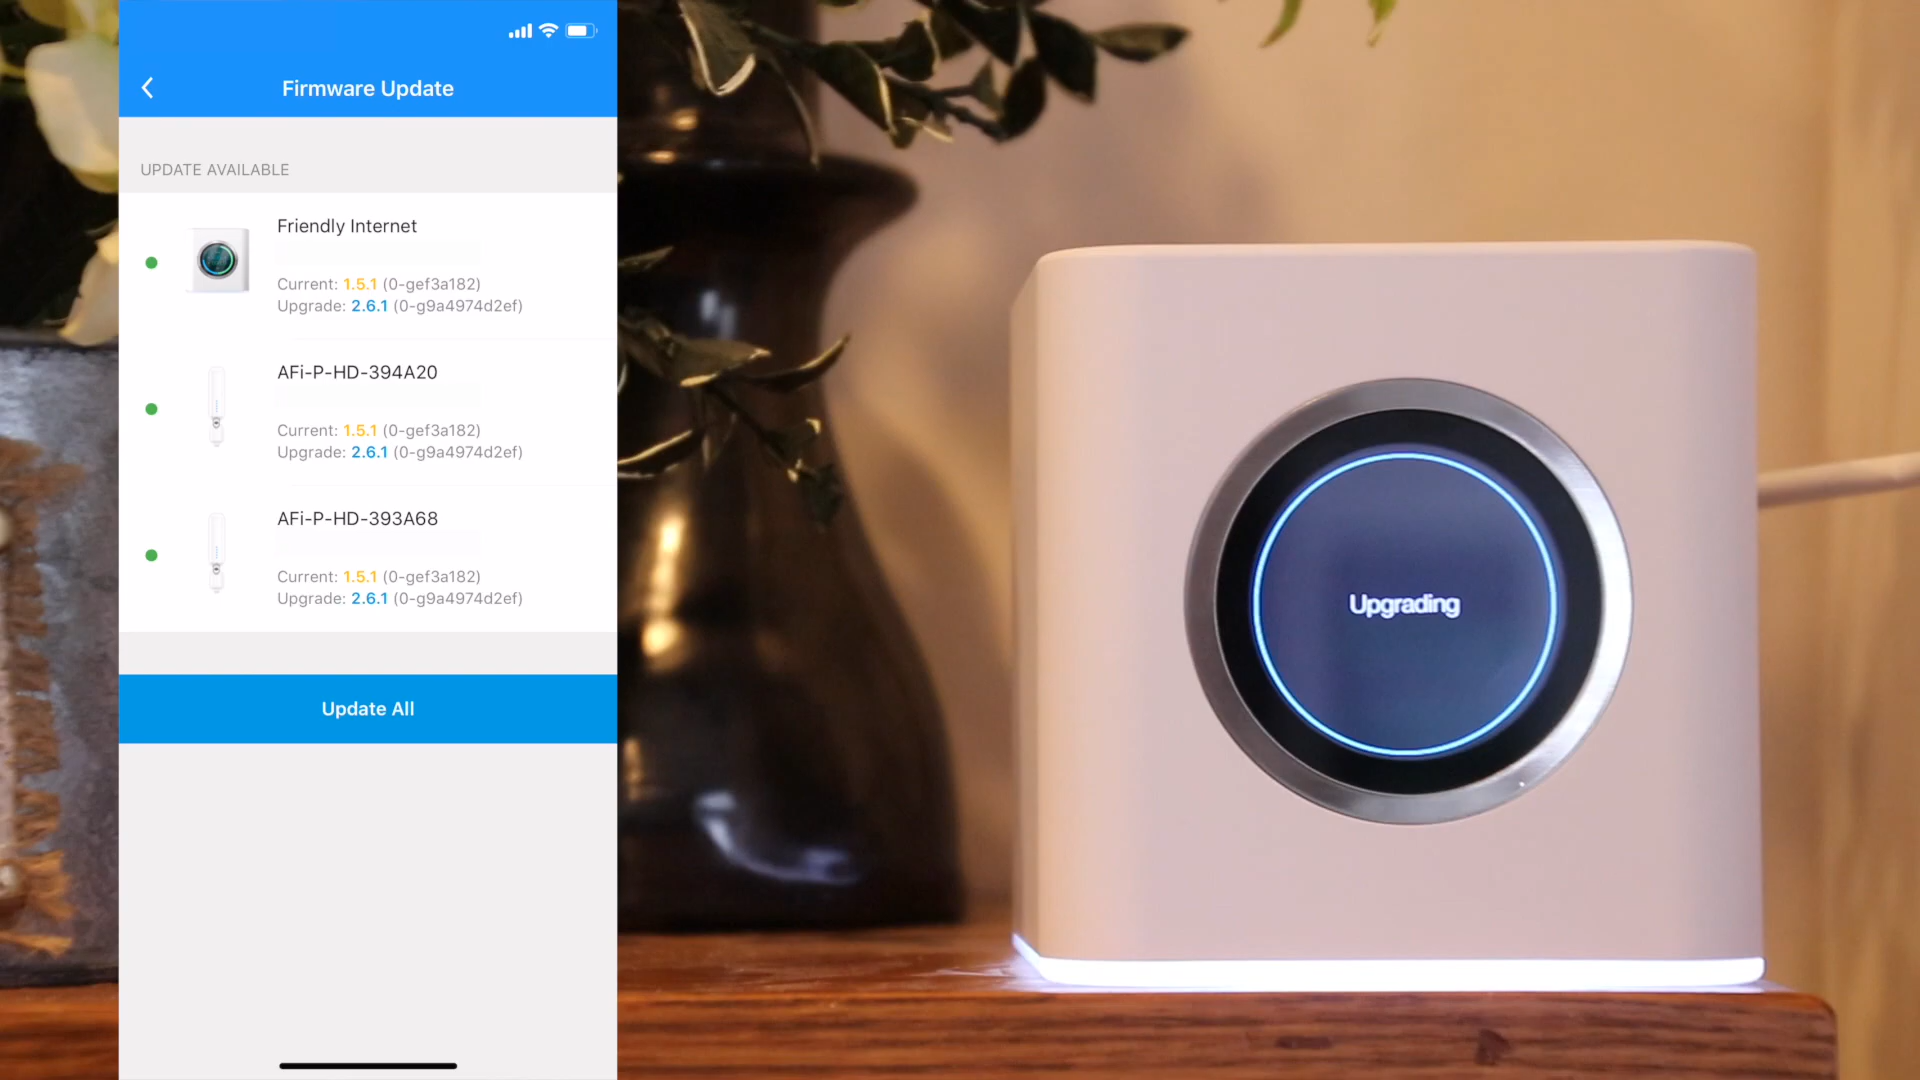 Firmware Update
UPDATE AVAILABLE
Friendly Internet
Current: 1.5.1 (0-gef3a182)
Upgrade: 2.6.1 (0-g9a4974d2ef)
AFi-P-HD-394A20
Current: 1.5.1 (0-gef3a182)
Upgrade: 2.6.1 (0-g9a4974d2ef)
AFi-P-HD-393A68
Current: 1.5.1 (0-gef3a182)
Upgrade: 2.6.1 (0-g9a4974d2ef)
Update All
Upgrading